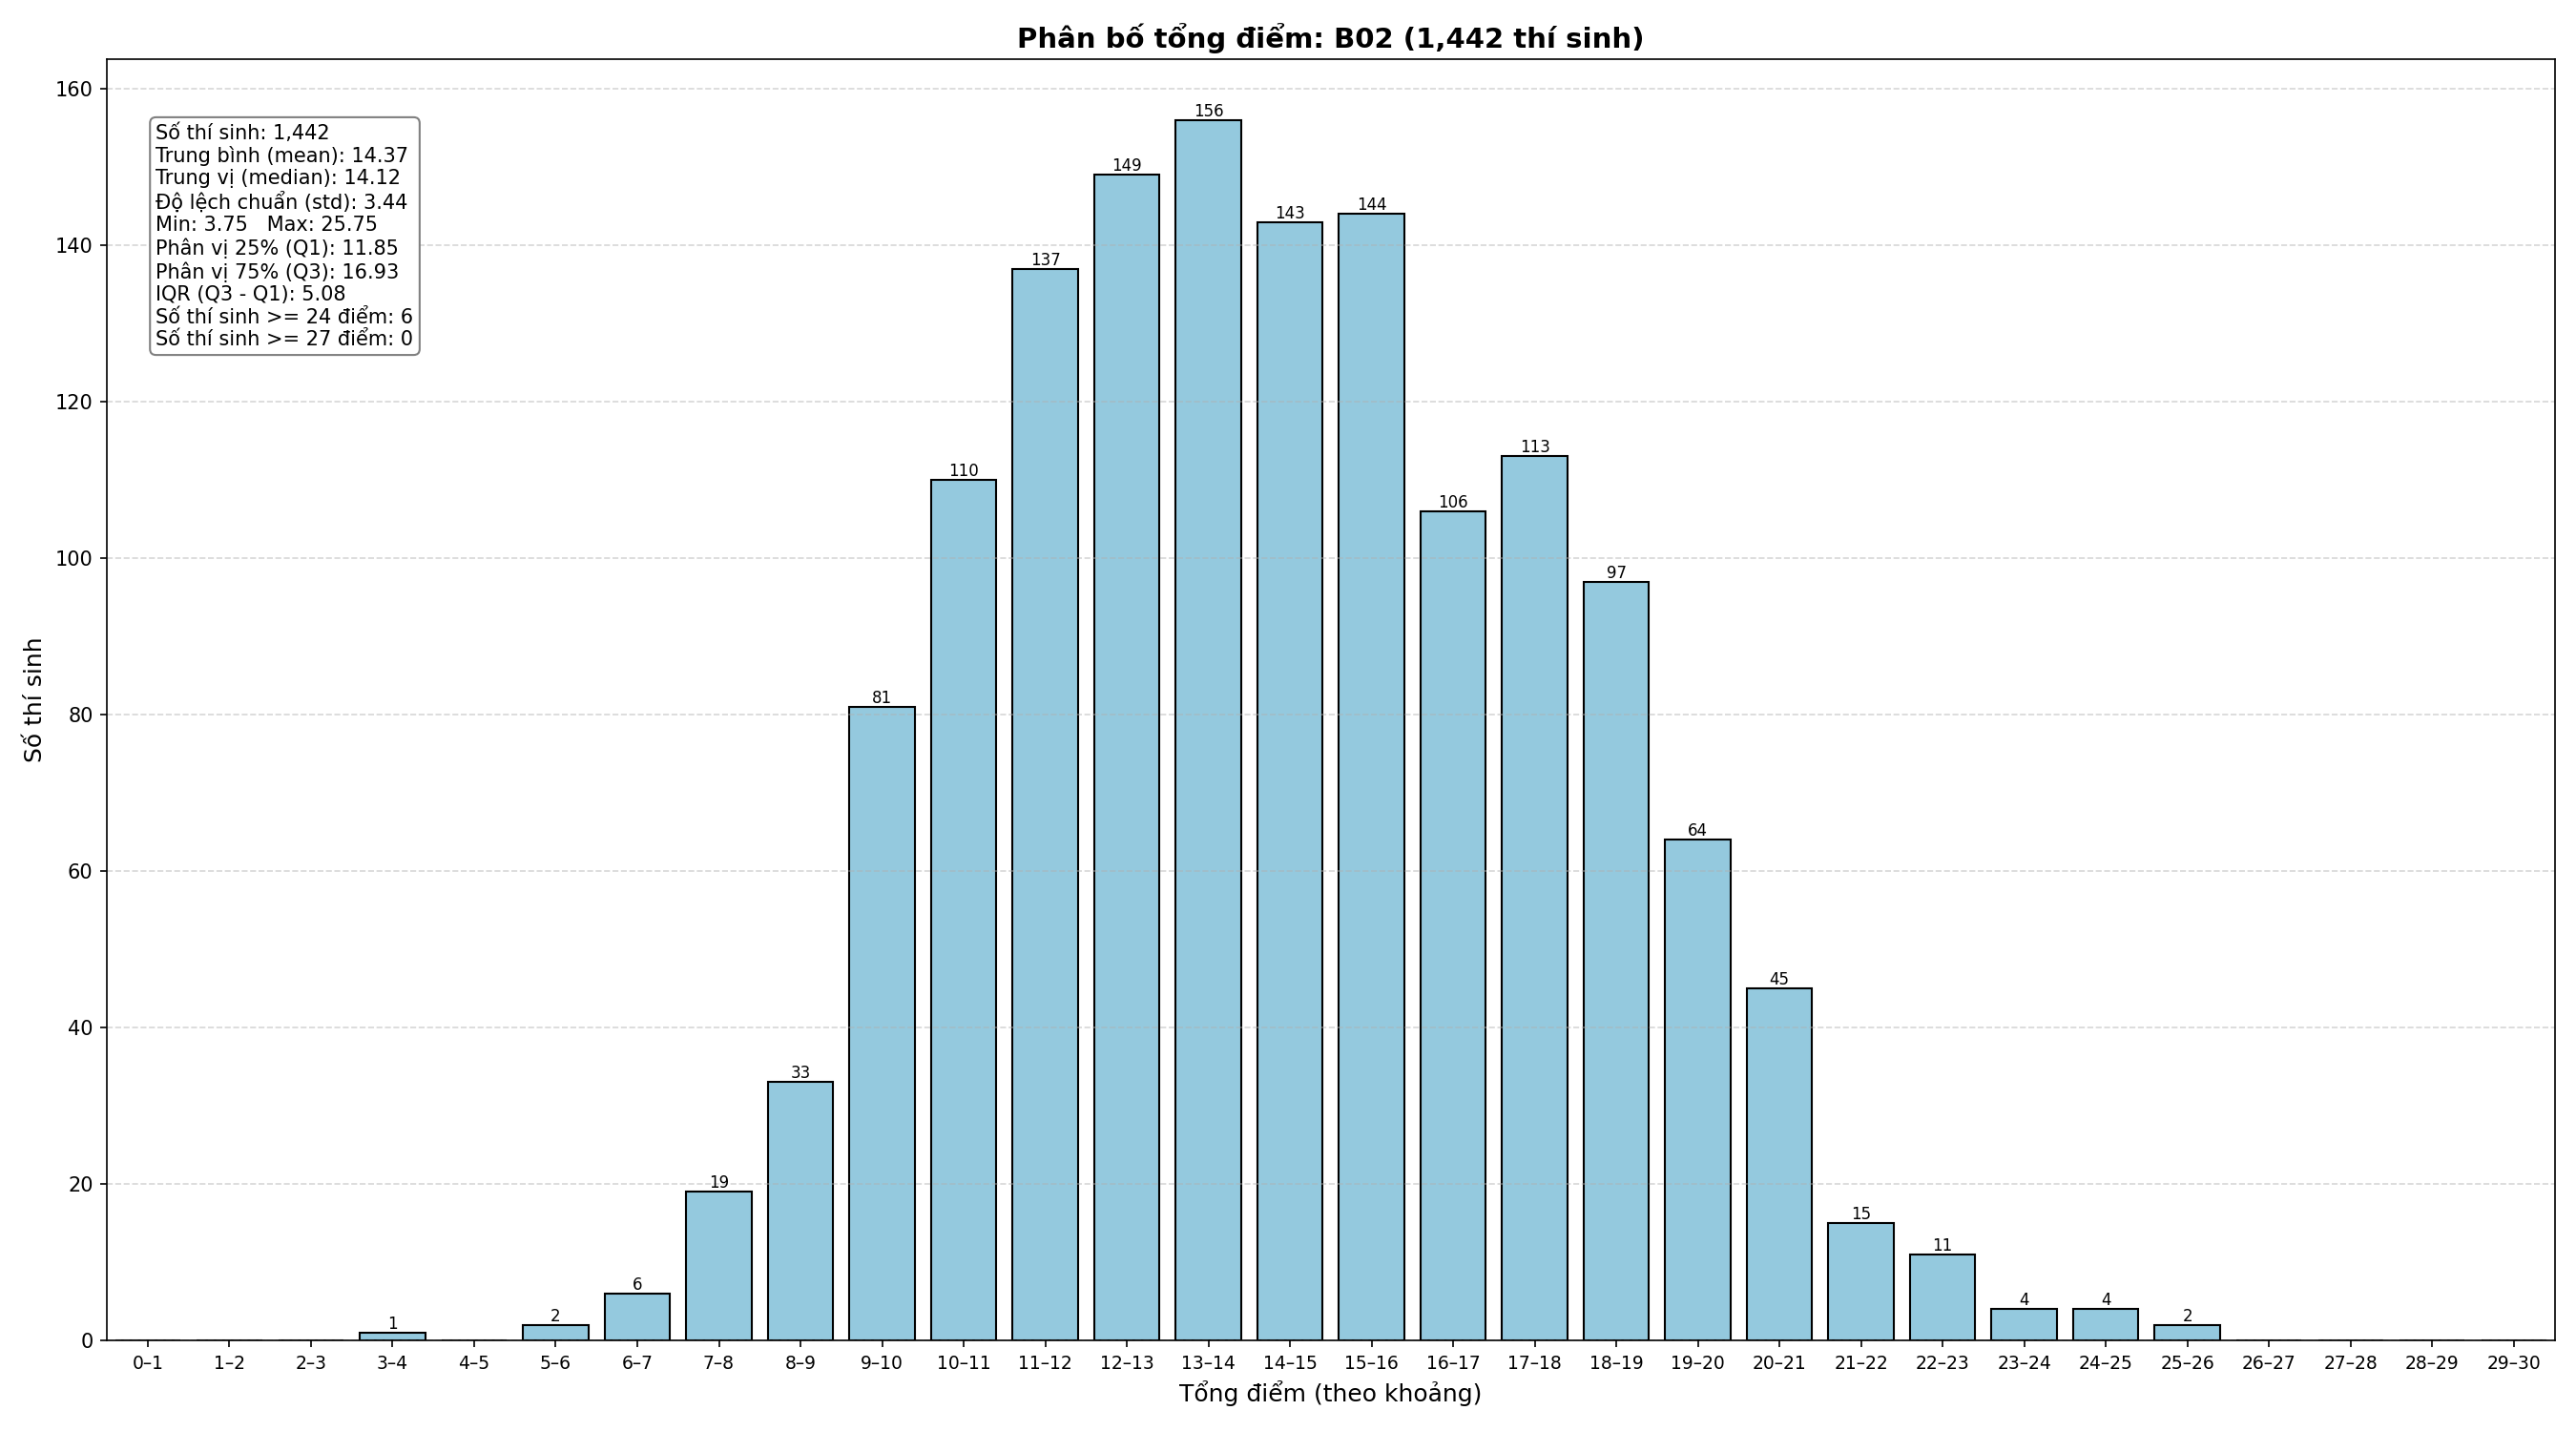 Phân bố tổng điểm: B02 (1,442 thí sinh)
160
140
120
100
80
60
40
20
0
Số thí sinh
Số thí sinh: 1,442
Trung bình (mean): 14.37
Trung vị (median): 14.12
Độ lệch chuẩn (std): 3.44
Min: 3.75   Max: 25.75
Phân vị 25% (Q1): 11.85
Phân vị 75% (Q3): 16.93
IQR (Q3 - Q1): 5.08
Số thí sinh >= 24 điểm: 6
Số thí sinh >= 27 điểm: 0
1
2
6
19
33
81
110
137
149
156
143
144
106
113
97
64
45
15
11
4
4
2
0–1 1–2 2–3 3–4 4–5 5–6 6–7 7–8 8–9 9–10 10–11 11–12 12–13 13–14 14–15 15–16 16–17 17–18 18–19 19–20 20–21 21–22 22–23 23–24 24–25 25–26 26–27 27–28 28–29 29–30
Tổng điểm (theo khoảng)